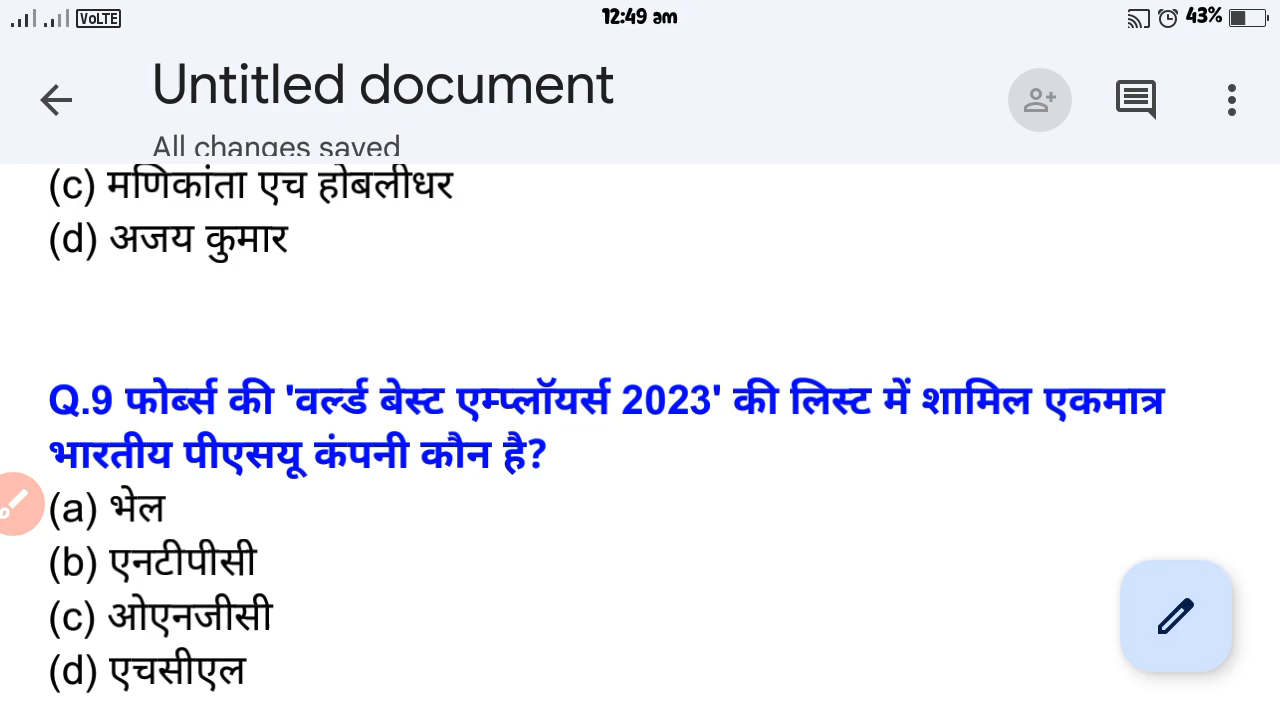 VoLTE 12:49 am 43%
Untitled document
All changes saved
(c) मणिकांता एच होबलीधर
(d) अजय कुमार
Q.9 फोर्ब्स की 'वर्ल्ड बेस्ट एम्प्लॉयर्स 2023' की लिस्ट में शामिल एकमात्र
भारतीय पीएसयू कंपनी कौन है?
(a) भेल
(b) एनटीपीसी
(c) ओएनजीसी
(d) एचसीएल